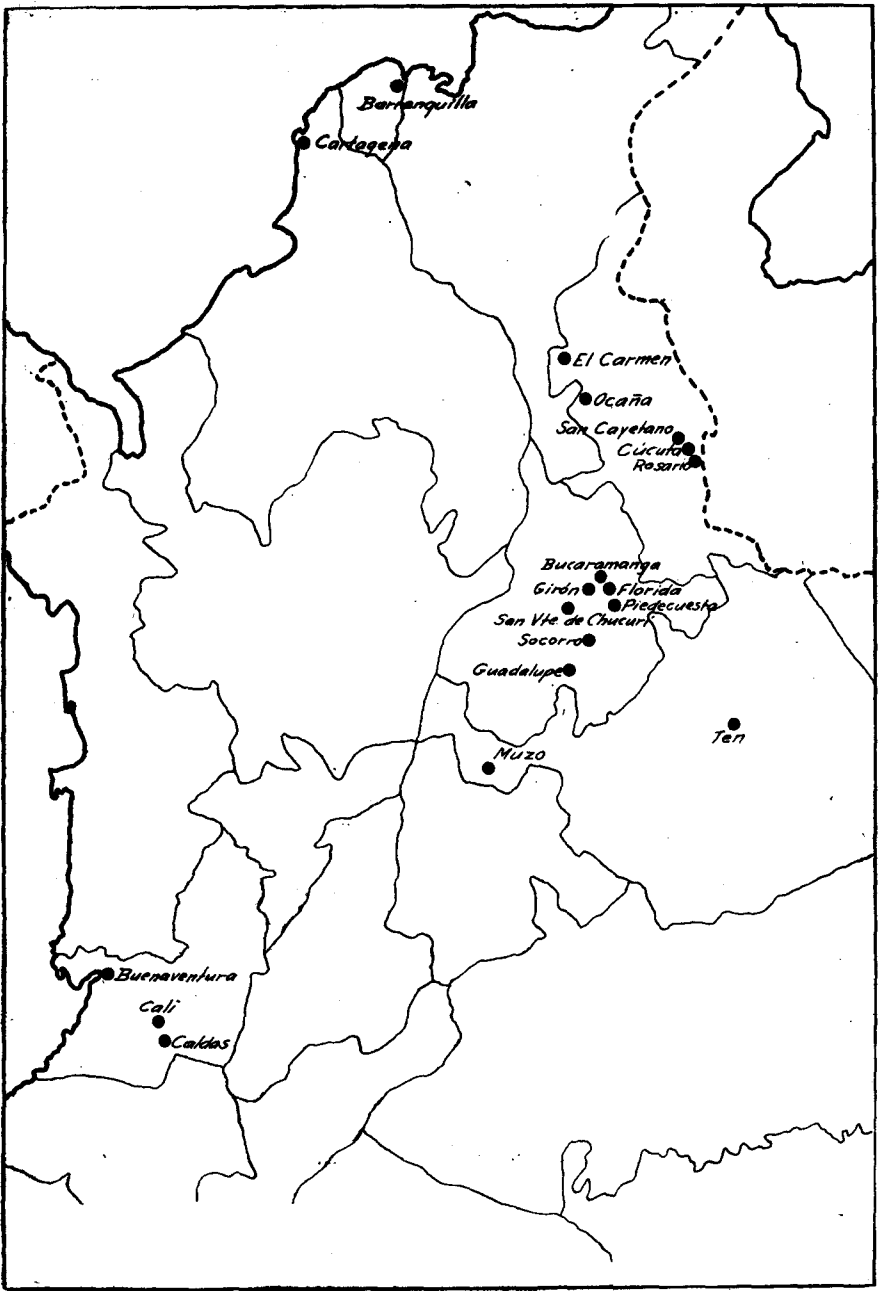 Barranquilla
Cartagena
El Carmen
Ocaña
San Cayetano
Cúcuta
Rosario
Bucaramanga
Girón
Florida
Piedecuesta
San Vte. de Chucurí
Socorro
Guadalupe
Ten
Muzo
Buenaventura
Cali
Caldas